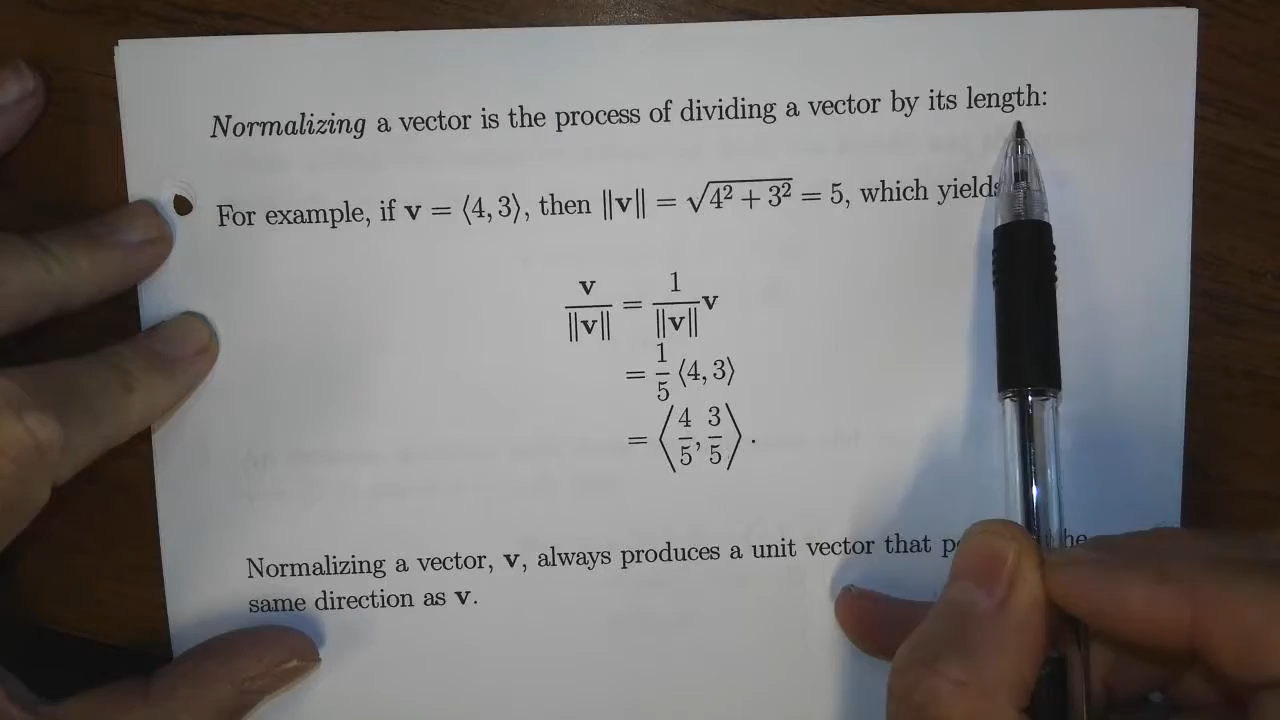 Normalizing a vector is the process of dividing a vector by its length:
For example, if v = ⟨4, 3⟩, then ‖v‖ = √(4² + 3²) = 5, which yields
v/‖v‖ = 1/‖v‖ v
= 1/5 ⟨4, 3⟩
= ⟨4/5, 3/5⟩.
Normalizing a vector, v, always produces a unit vector that the
same direction as v.